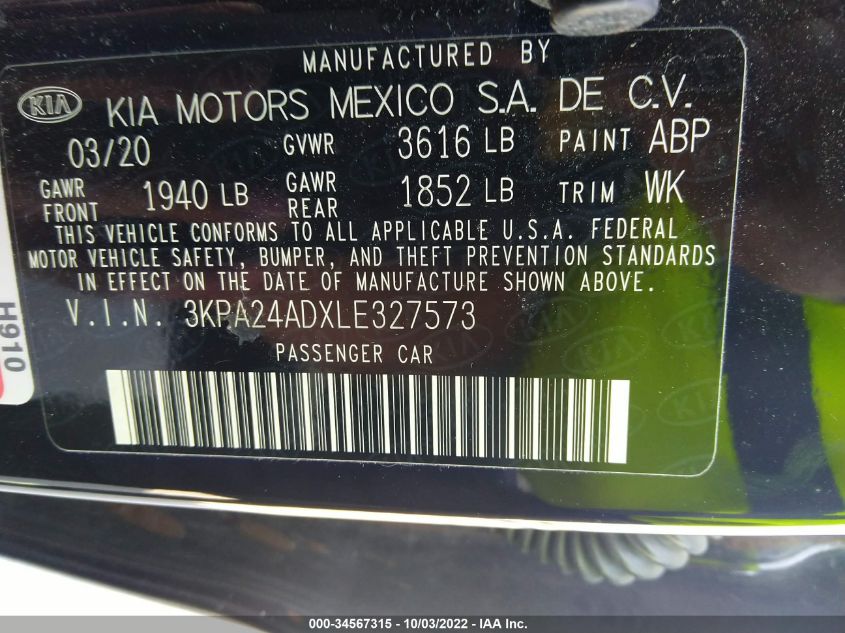 MANUFACTURED BY
KIA KIA MOTORS MEXICO S.A. DE C.V.
03/20 GVWR 3616 LB PAINT ABP
GAWR FRONT 1940 LB GAWR REAR 1852 LB TRIM WK
THIS VEHICLE CONFORMS TO ALL APPLICABLE U.S.A. FEDERAL
MOTOR VEHICLE SAFETY, BUMPER, AND THEFT PREVENTION STANDARDS
IN EFFECT ON THE DATE OF MANUFACTURE SHOWN ABOVE.
V.I.N. 3KPA24ADXLE327573
PASSENGER CAR
H910
000-34567315 - 10/03/2022 - IAA Inc.